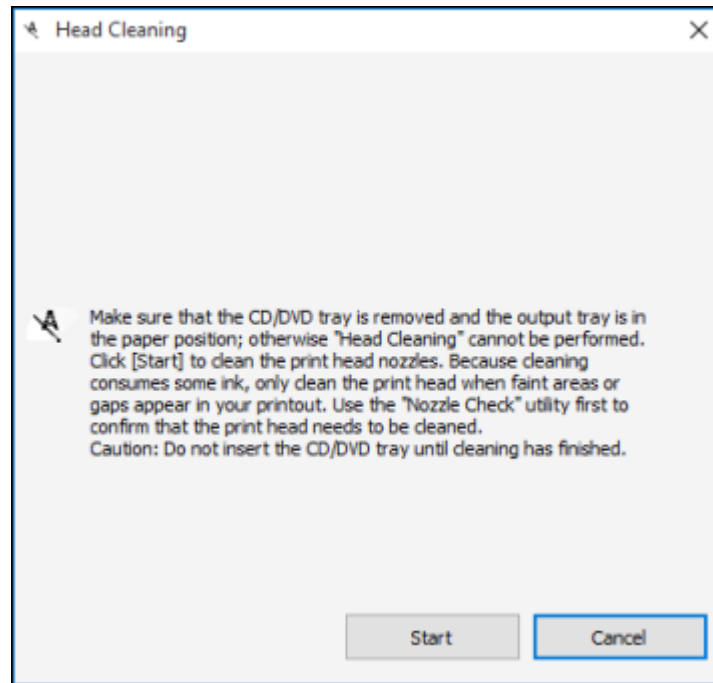 Head Cleaning
Make sure that the CD/DVD tray is removed and the output tray is in
the paper position; otherwise "Head Cleaning" cannot be performed.
Click [Start] to clean the print head nozzles. Because cleaning
consumes some ink, only clean the print head when faint areas or
gaps appear in your printout. Use the "Nozzle Check" utility first to
confirm that the print head needs to be cleaned.
Caution: Do not insert the CD/DVD tray until cleaning has finished.
Start
Cancel